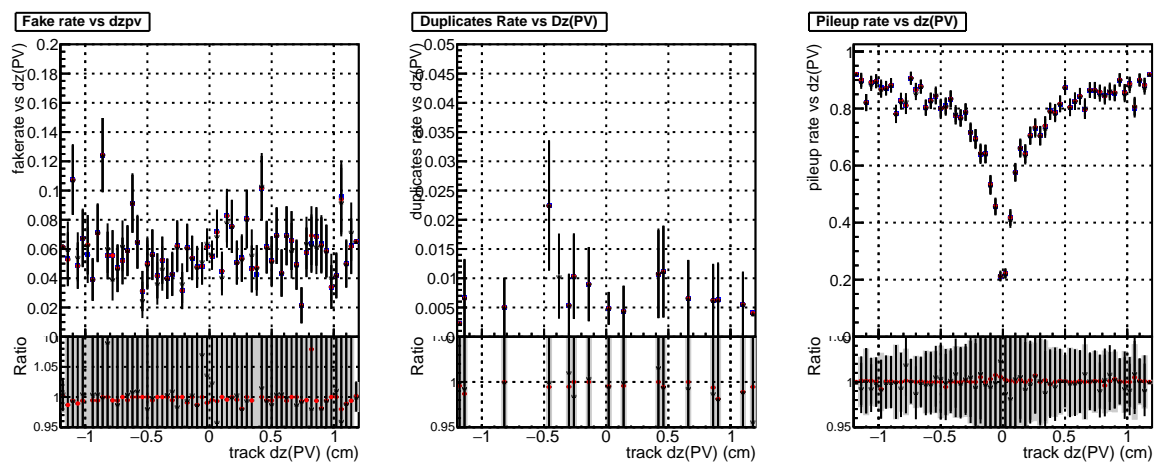 Fake rate vs dzpv
fakerate vs dz(PV)
0.2
0.18
0.16
0.14
0.12
0.1
0.08
0.06
0.04
0.02
0
Ratio
1.05
1
0.95
−1 −0.5 0 0.5 1
track dz(PV) (cm)
Duplicates Rate vs Dz(PV)
duplicates rate vs Dz(PV)
0.05
0.045
0.04
0.035
0.03
0.025
0.02
0.015
0.01
0.005
0
Ratio
1
0.95
−1 −0.5 0 0.5 1
track dz(PV) (cm)
Pileup rate vs dz(PV)
pileup rate vs dz(PV)
1
0.8
0.6
0.4
0.2
0
Ratio
1
0.95
−1 −0.5 0 0.5 1
track dz(PV) (cm)